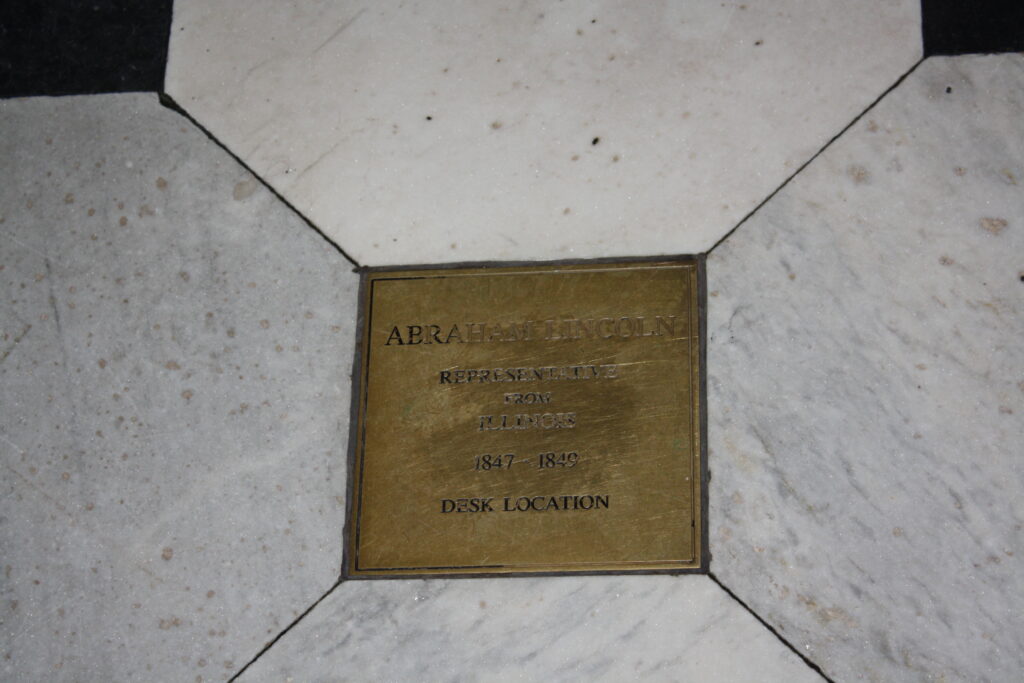 ABRAHAM LINCOLN
REPRESENTATIVE
FROM
ILLINOIS
1847 - 1849
DESK LOCATION